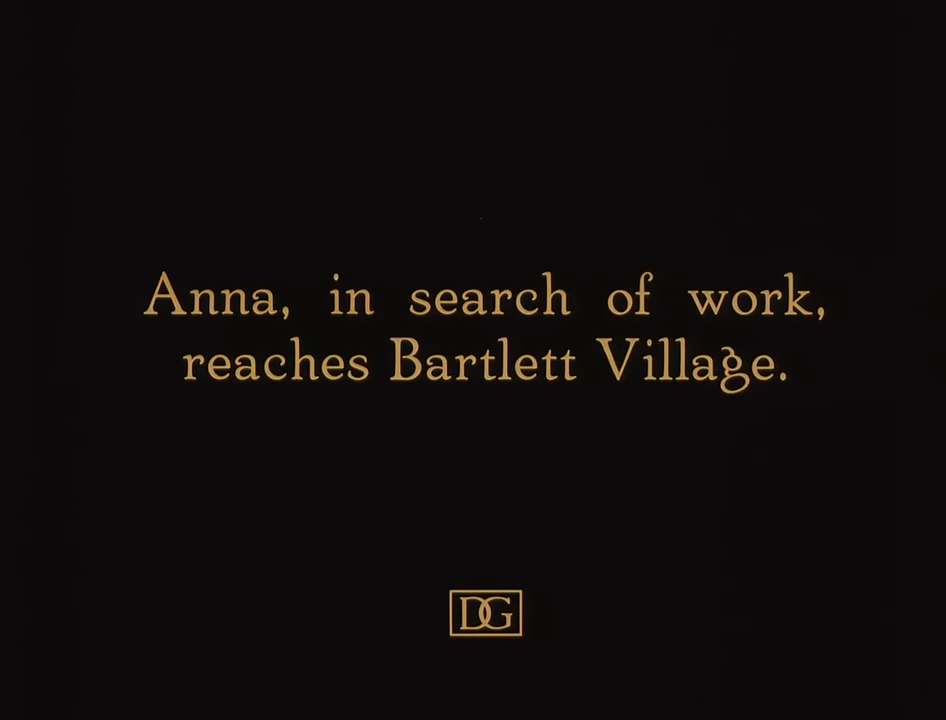 Anna, in search of work,
reaches Bartlett Village.
DG